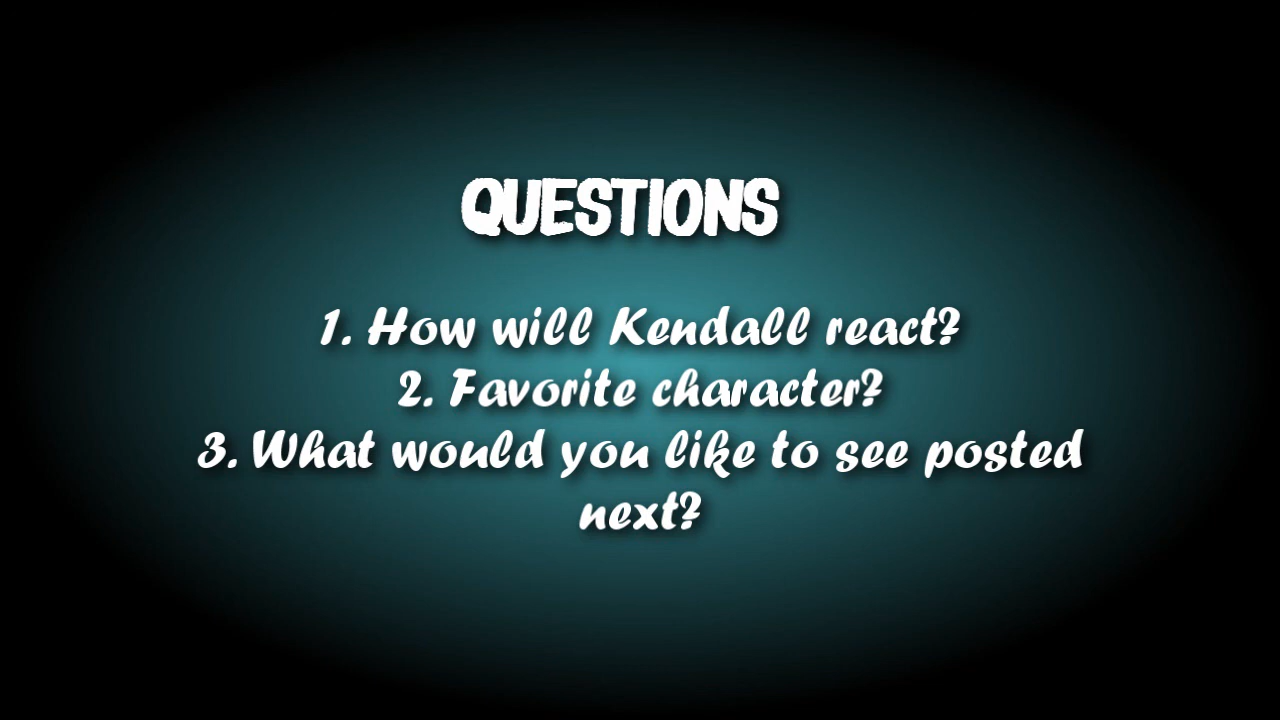 QUESTIONS
1. How will Kendall react?
2. Favorite character?
3. What would you like to see posted
next?